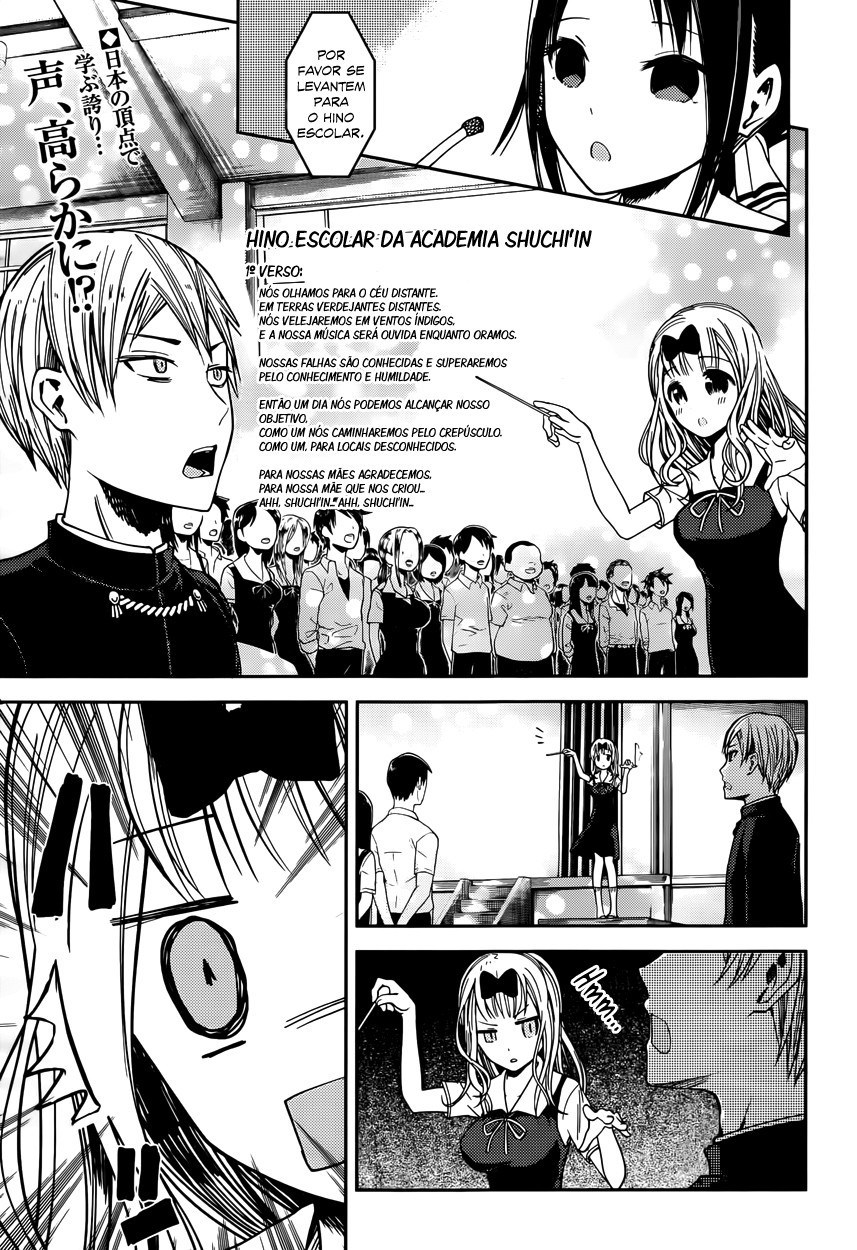 POR
FAVOR SE
LEVANTEM
PARA
O HINO
ESCOLAR.
◆日本の頂点で
学ぶ誇り…
声、高らかに!?
HINO ESCOLAR DA ACADEMIA SHUCHI'IN
1º VERSO:
NÓS OLHAMOS PARA O CÉU DISTANTE.
EM TERRAS VERDEJANTES DISTANTES.
NÓS VELEJAREMOS EM VENTOS ÍNDIGOS,
E A NOSSA MÚSICA SERÁ OUVIDA ENQUANTO ORAMOS.
NOSSAS FALHAS SÃO CONHECIDAS E SUPERAREMOS
PELO CONHECIMENTO E HUMILDADE.
ENTÃO UM DIA NÓS PODEMOS ALCANÇAR NOSSO
OBJETIVO.
COMO UM NÓS CAMINHAREMOS PELO CREPÚSCULO.
COMO UM, PARA LOCAIS DESCONHECIDOS.
PARA NOSSAS MÃES AGRADECEMOS,
PARA NOSSA MÃE QUE NOS CRIOU...
AHH, SHUCHI'IN... AHH, SHUCHI'IN...
Hmm...